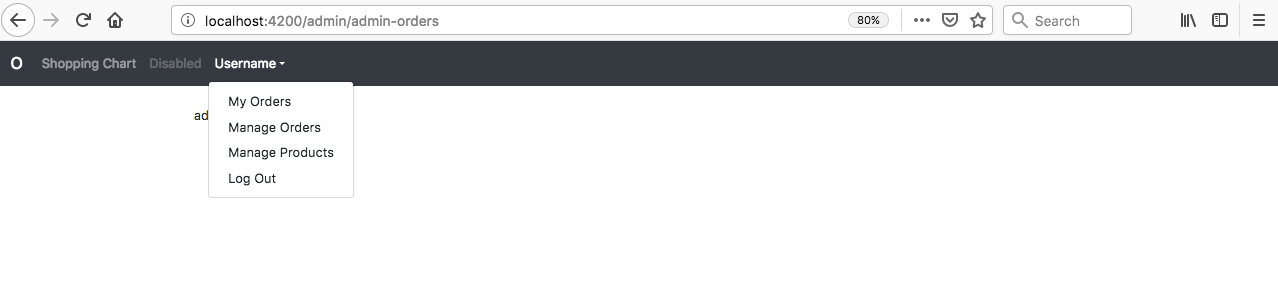 localhost:4200/admin/admin-orders 80% Search
O Shopping Chart Disabled Username
ad
My Orders
Manage Orders
Manage Products
Log Out